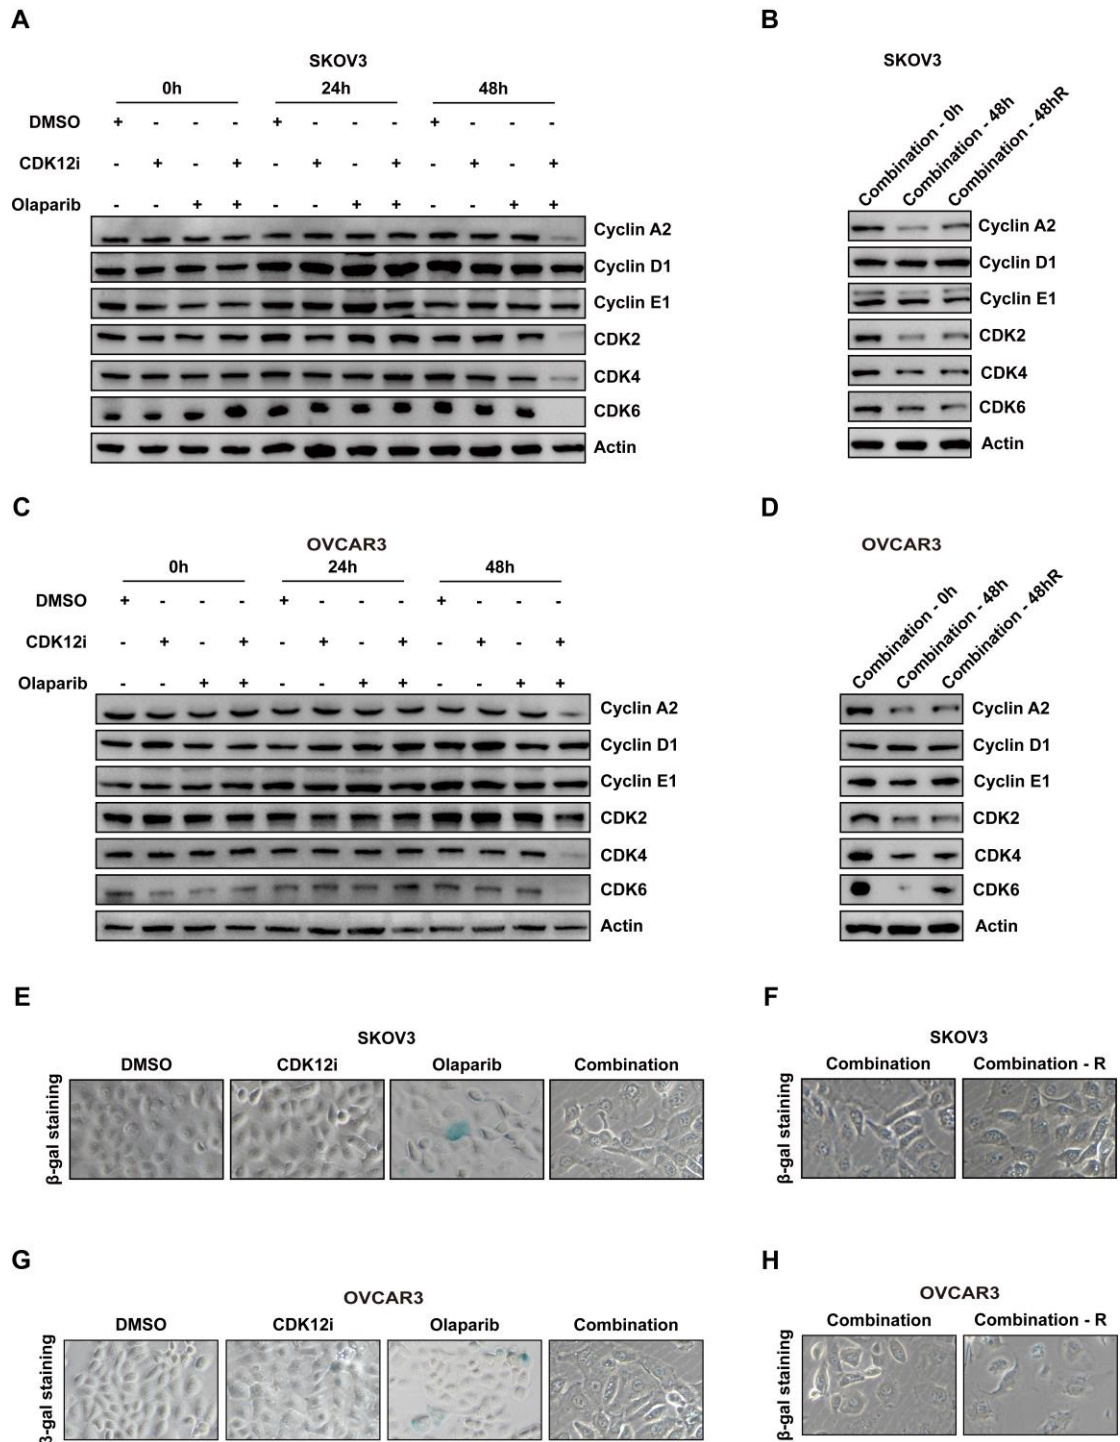 A
SKOV3
0h 24h 48h
DMSO + - - - + - - - + - - -
CDK12i - + - + - + - + - + - +
Olaparib - - + + - - + + - - + +
Cyclin A2
Cyclin D1
Cyclin E1
CDK2
CDK4
CDK6
Actin
B
SKOV3
Combination - 0h
Combination - 48h
Combination - 48hR
Cyclin A2
Cyclin D1
Cyclin E1
CDK2
CDK4
CDK6
Actin
C
OVCAR3
0h 24h 48h
DMSO + - - - + - - - + - - -
CDK12i - + - + - + - + - + - +
Olaparib - - + + - - + + - - + +
Cyclin A2
Cyclin D1
Cyclin E1
CDK2
CDK4
CDK6
Actin
D
OVCAR3
Combination - 0h
Combination - 48h
Combination - 48hR
Cyclin A2
Cyclin D1
Cyclin E1
CDK2
CDK4
CDK6
Actin
E
SKOV3
DMSO CDK12i Olaparib Combination
β-gal staining
F
SKOV3
Combination Combination - R
β-gal staining
G
OVCAR3
DMSO CDK12i Olaparib Combination
β-gal staining
H
OVCAR3
Combination Combination - R
β-gal staining